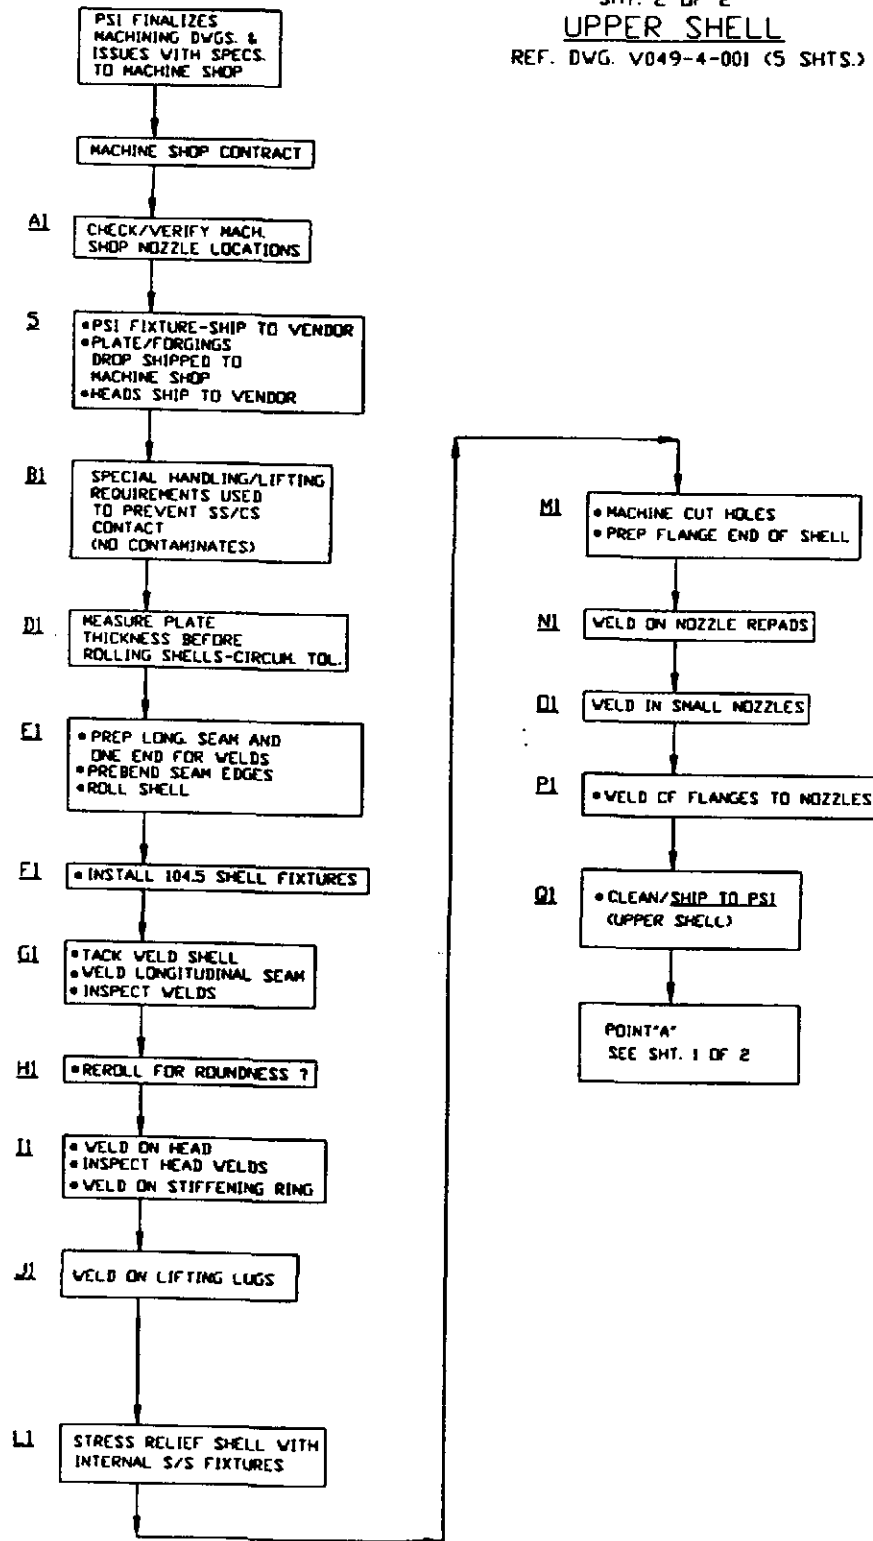 SHT. 2 OF 2
UPPER SHELL
REF. DWG. V049-4-001 (5 SHTS.)
PSI FINALIZES
MACHINING DWGS. &
ISSUES WITH SPECS.
TO MACHINE SHOP
MACHINE SHOP CONTRACT
A1
CHECK/VERIFY MACH.
SHOP NOZZLE LOCATIONS
5
•PSI FIXTURE-SHIP TO VENDOR
•PLATE/FORGINGS
DROP SHIPPED TO
MACHINE SHOP
•HEADS SHIP TO VENDOR
B1
SPECIAL HANDLING/LIFTING
REQUIREMENTS USED
TO PREVENT SS/CS
CONTACT
(NO CONTAMINATES)
D1
MEASURE PLATE
THICKNESS BEFORE
ROLLING SHELLS-CIRCUM. TOL.
E1
• PREP LONG. SEAM AND
ONE END FOR WELDS
• PREBEND SEAM EDGES
• ROLL SHELL
F1
• INSTALL 104.5 SHELL FIXTURES
G1
• TACK WELD SHELL
• WELD LONGITUDINAL SEAM
• INSPECT WELDS
H1
• REROLL FOR ROUNDNESS ?
I1
• WELD ON HEAD
• INSPECT HEAD WELDS
• WELD ON STIFFENING RING
J1
WELD ON LIFTING LUGS
L1
STRESS RELIEF SHELL WITH
INTERNAL S/S FIXTURES
M1
• MACHINE CUT HOLES
• PREP FLANGE END OF SHELL
N1
WELD ON NOZZLE REPADS
O1
WELD IN SMALL NOZZLES
P1
• WELD CF FLANGES TO NOZZLES
Q1
• CLEAN/SHIP TO PSI
(UPPER SHELL)
POINT"A"
SEE SHT. 1 OF 2